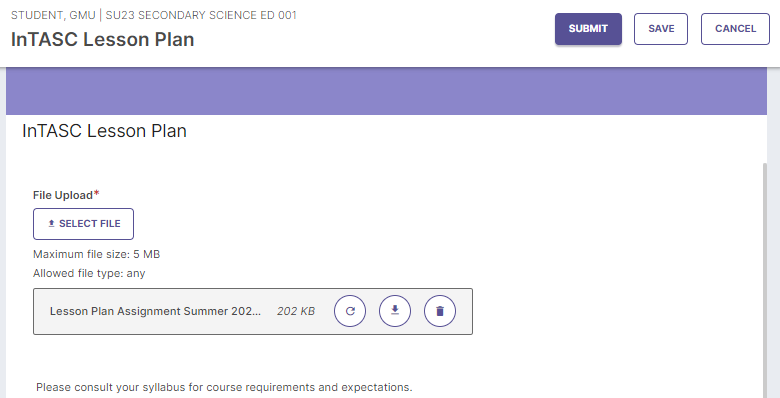 STUDENT, GMU | SU23 SECONDARY SCIENCE ED 001
InTASC Lesson Plan
SUBMIT
SAVE
CANCEL
InTASC Lesson Plan
File Upload*
SELECT FILE
Maximum file size: 5 MB
Allowed file type: any
Lesson Plan Assignment Summer 202... 202 KB
Please consult your syllabus for course requirements and expectations.